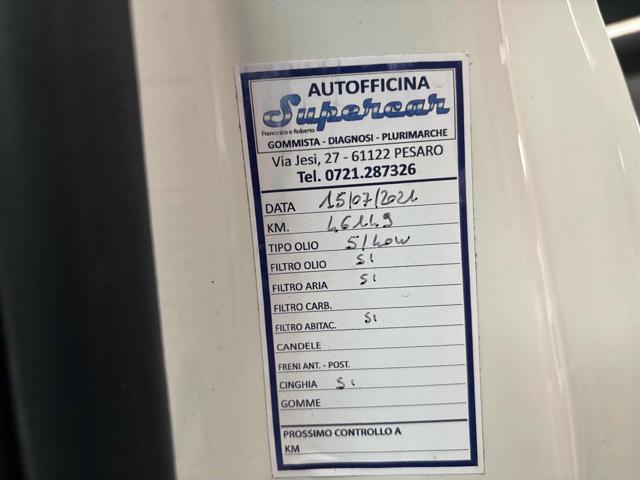 AUTOFFICINA
Supercar
Francesco e Roberto
GOMMISTA - DIAGNOSI - PLURIMARCHE
Via Jesi, 27 - 61122 PESARO
Tel. 0721.287326
DATA 15/07/2021
KM. 46149
TIPO OLIO 5/40W
FILTRO OLIO SI
FILTRO ARIA SI
FILTRO CARB.
FILTRO ABITAC. SI
CANDELE
FRENI ANT. - POST.
CINGHIA SI
GOMME
PROSSIMO CONTROLLO A
KM